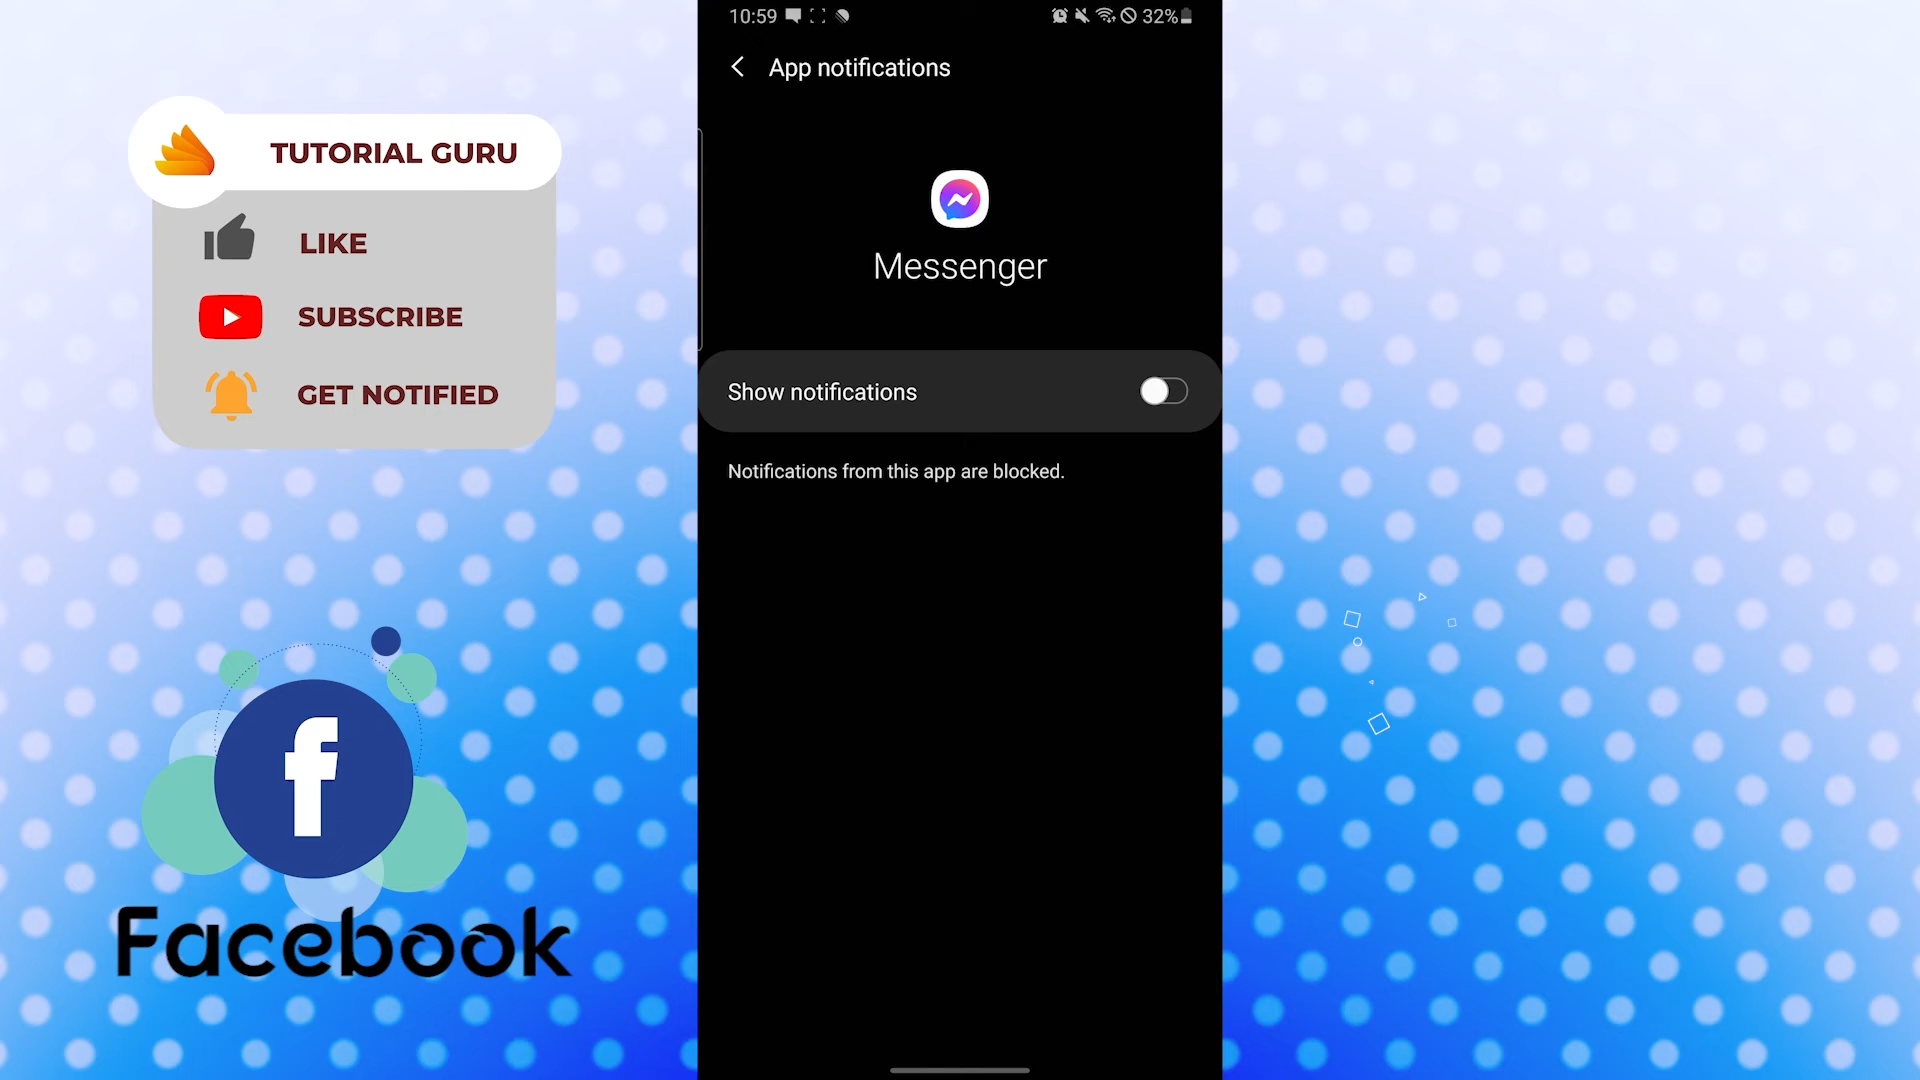 10:59
32%
App notifications
TUTORIAL GURU
LIKE
SUBSCRIBE
GET NOTIFIED
Messenger
Show notifications
Notifications from this app are blocked.
f
Facebook